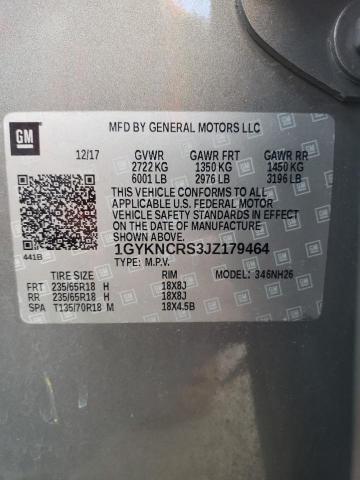 GM
MFD BY GENERAL MOTORS LLC
12/17 GVWR GAWR FRT GAWR RR
2722 KG 1350 KG 1450 KG
6001 LB 2976 LB 3196 LB
THIS VEHICLE CONFORMS TO ALL
APPLICABLE U.S. FEDERAL MOTOR
VEHICLE SAFETY STANDARDS IN EFFECT
ON THE DATE OF MANUFACTURE
SHOWN ABOVE.
1GYKNCRS3JZ179464
441B TYPE: M.P.V. MODEL: 346NH26
TIRE SIZE RIM
FRT 235/65R18 H 18X8J
RR 235/65R18 H 18X8J
SPA T135/70R18 M 18X4.5B